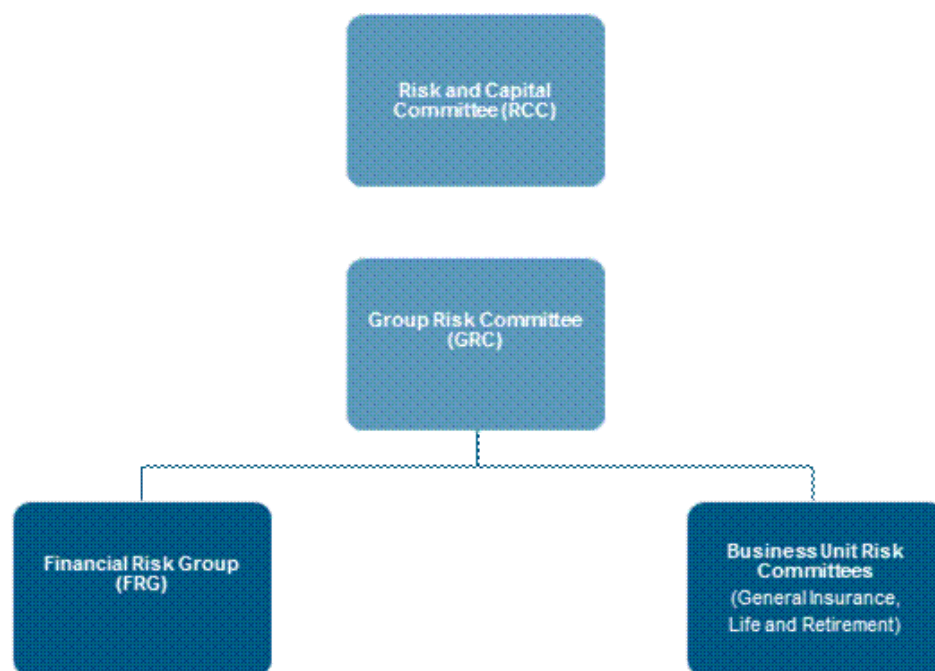 Risk and Capital
Committee (RCC)
Group Risk Committee
(GRC)
Financial Risk Group
(FRG)
Business Unit Risk
Committees
(General Insurance,
Life and Retirement)